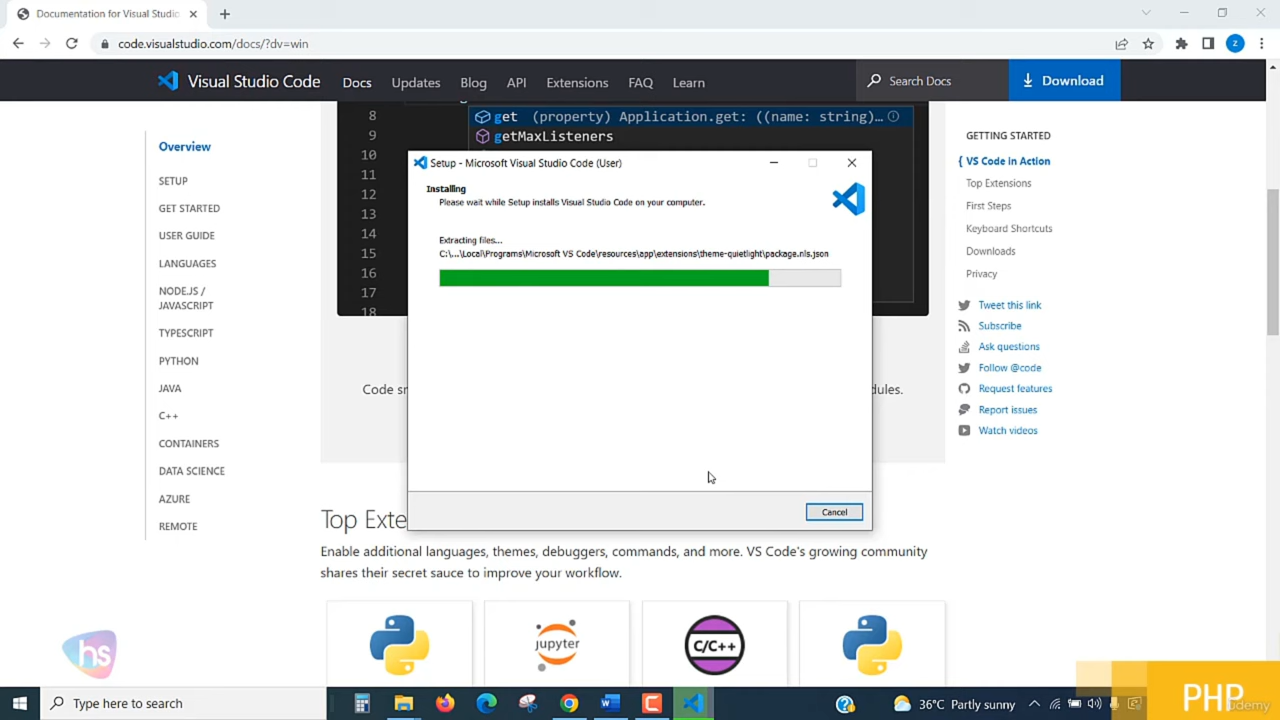 Documentation for Visual Studio
code.visualstudio.com/docs/?dv=win
Z
Visual Studio Code
Docs
Updates
Blog
API
Extensions
FAQ
Learn
Search Docs
Download
Overview
SETUP
GET STARTED
USER GUIDE
LANGUAGES
NODE.JS /
JAVASCRIPT
TYPESCRIPT
PYTHON
JAVA
C++
CONTAINERS
DATA SCIENCE
AZURE
REMOTE
8
9
10
11
12
13
14
15
16
17
18
get (property) Application.get: ((name: string)…
getMaxListeners
Setup - Microsoft Visual Studio Code (User)
Installing
Please wait while Setup installs Visual Studio Code on your computer.
Extracting files...
C:\...\Local\Programs\Microsoft VS Code\resources\app\extensions\theme-quietlight\package.nls.json
Cancel
Code
dules.
Top Exte
Enable additional languages, themes, debuggers, commands, and more. VS Code's growing community
shares their secret sauce to improve your workflow.
jupyter
C/C++
GETTING STARTED
{ VS Code in Action
Top Extensions
First Steps
Keyboard Shortcuts
Downloads
Privacy
Tweet this link
Subscribe
Ask questions
Follow @code
Request features
Report issues
Watch videos
hs
Type here to search
36°C Partly sunny
PHP
udemy